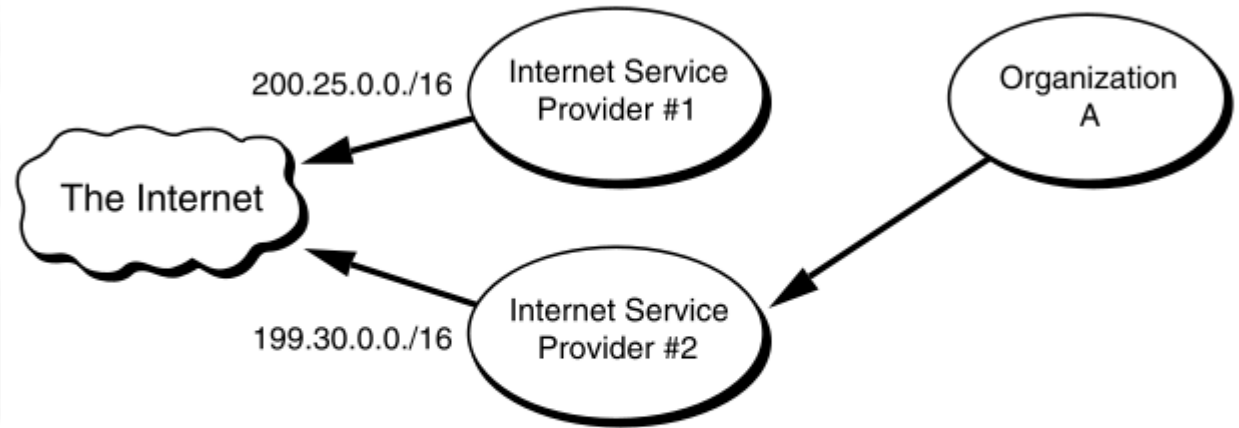 200.25.0.0./16
Internet Service
Provider #1
Organization
A
The Internet
199.30.0.0./16
Internet Service
Provider #2